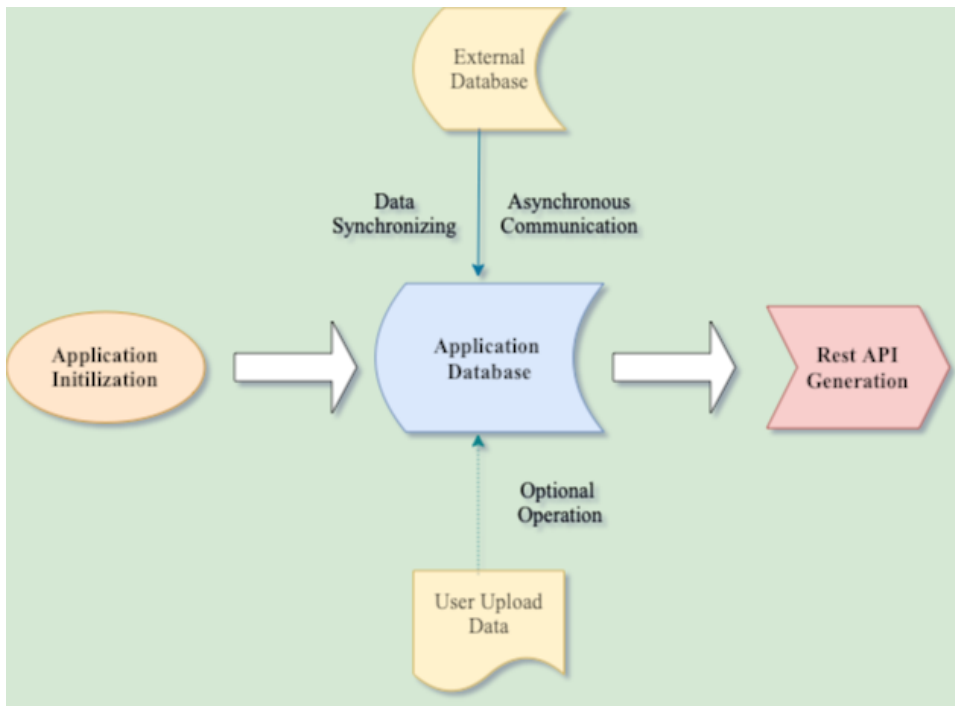 External
Database
Data
Synchronizing
Asynchronous
Communication
Application
Initilization
Application
Database
Rest API
Generation
Optional
Operation
User Upload
Data